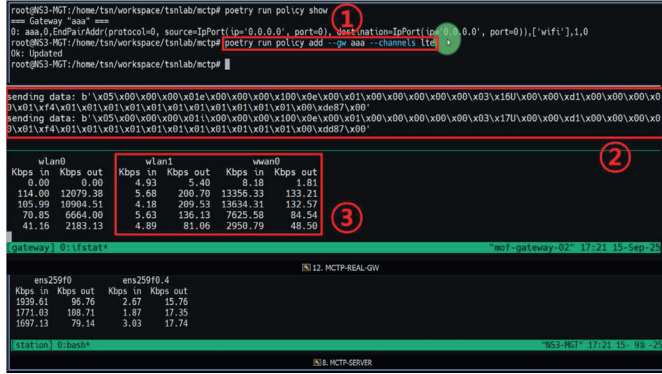 root@NS3-MGT:/home/tsn/workspace/tsnlab/mctp# poetry run policy show
=== Gateway "aaa" ===
0: aaa,0,EndPairAddr(protocol=0, source=IpPort(ip='0.0.0.0', port=0), destination=IpPort(ip='0.0.0.0', port=0)),['wifi'],1,0
root@NS3-MGT:/home/tsn/workspace/tsnlab/mctp# poetry run policy add --gw aaa --channels lte
Ok: Updated
root@NS3-MGT:/home/tsn/workspace/tsnlab/mctp#
①
sending data: b'\x05\x00\x00\x00\x01e\x00\x00\x00\x100\x0e\x00\x01\x00\x00\x00\x00\x00\x03\x16U\x00\x00\xd1\x00\x00\x00\x0
0\x01\xf4\x01\x01\x01\x01\x01\x01\x01\x01\x01\x01\x00\xde87\x00'
sending data: b'\x05\x00\x00\x00\x01i\x00\x00\x00\x100\x0e\x00\x01\x00\x00\x00\x00\x00\x03\x17U\x00\x00\xd1\x00\x00\x00\x0
0\x01\xf4\x01\x01\x01\x01\x01\x01\x01\x01\x01\x01\x00\xdd87\x00'
②
wlan0 wlan1 wwan0
Kbps in Kbps out Kbps in Kbps out Kbps in Kbps out
0.00 0.00 4.93 5.40 8.18 1.81
114.00 12079.38 5.68 200.70 13356.33 133.21
105.99 10904.51 4.18 209.53 13634.31 132.57
70.85 6664.00 5.63 136.13 7625.58 84.54
41.16 2183.13 4.89 81.06 2950.79 48.50
③
[gateway] 0:ifstat* "mof-gateway-02" 17:21 15-Sep-25
12. MCTP-REAL-GW
ens259f0 ens259f0.4
Kbps in Kbps out Kbps in Kbps out
1939.61 96.76 2.67 15.76
1771.03 108.71 1.87 17.35
1697.13 79.14 3.03 17.74
[station] 0:bash* "NS3-MGT" 17:21 15- 9월 -25
8. MCTP-SERVER